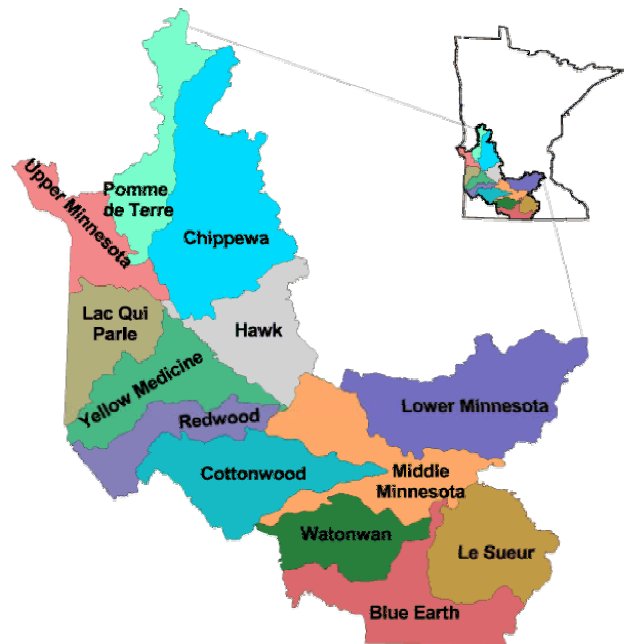 Upper Minnesota
Pomme
de Terre
Chippewa
Lac Qui
Parle
Hawk
Yellow Medicine
Redwood
Lower Minnesota
Cottonwood
Middle
Minnesota
Watonwan
Le Sueur
Blue Earth